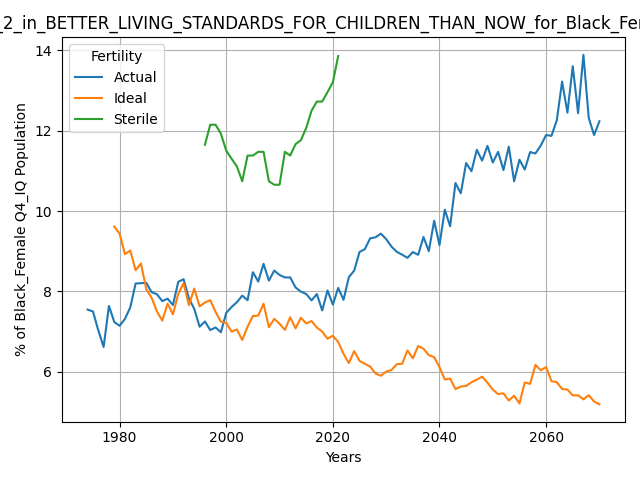 _2_in_BETTER_LIVING_STANDARDS_FOR_CHILDREN_THAN_NOW_for_Black_Fe
Fertility
Actual
Ideal
Sterile
% of Black_Female Q4_IQ Population
14
12
10
8
6
1980
2000
2020
2040
2060
Years